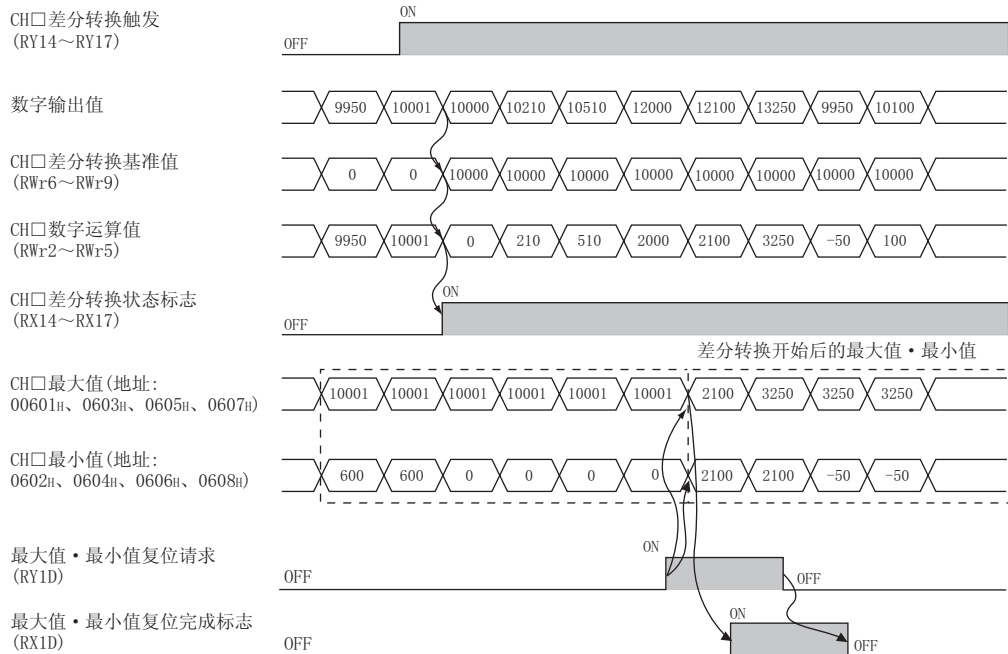 CH□差分转换触发
(RY14～RY17)
OFF
ON
数字输出值
9950 10001 10000 10210 10510 12000 12100 13250 9950 10100
CH□差分转换基准值
(RWr6～RWr9)
0 0 10000 10000 10000 10000 10000 10000 10000 10000
CH□数字运算值
(RWr2～RWr5)
9950 10001 0 210 510 2000 2100 3250 -50 100
CH□差分转换状态标志
(RX14～RX17)
OFF
ON
差分转换开始后的最大值·最小值
CH□最大值(地址:
00601H、0603H、0605H、0607H)
10001 10001 10001 10001 10001 10001 2100 3250 3250 3250
CH□最小值(地址:
0602H、0604H、0606H、0608H)
600 600 0 0 0 0 2100 2100 -50 -50
最大值·最小值复位请求
(RY1D)
OFF
ON
OFF
最大值·最小值复位完成标志
(RX1D)
OFF
ON
OFF